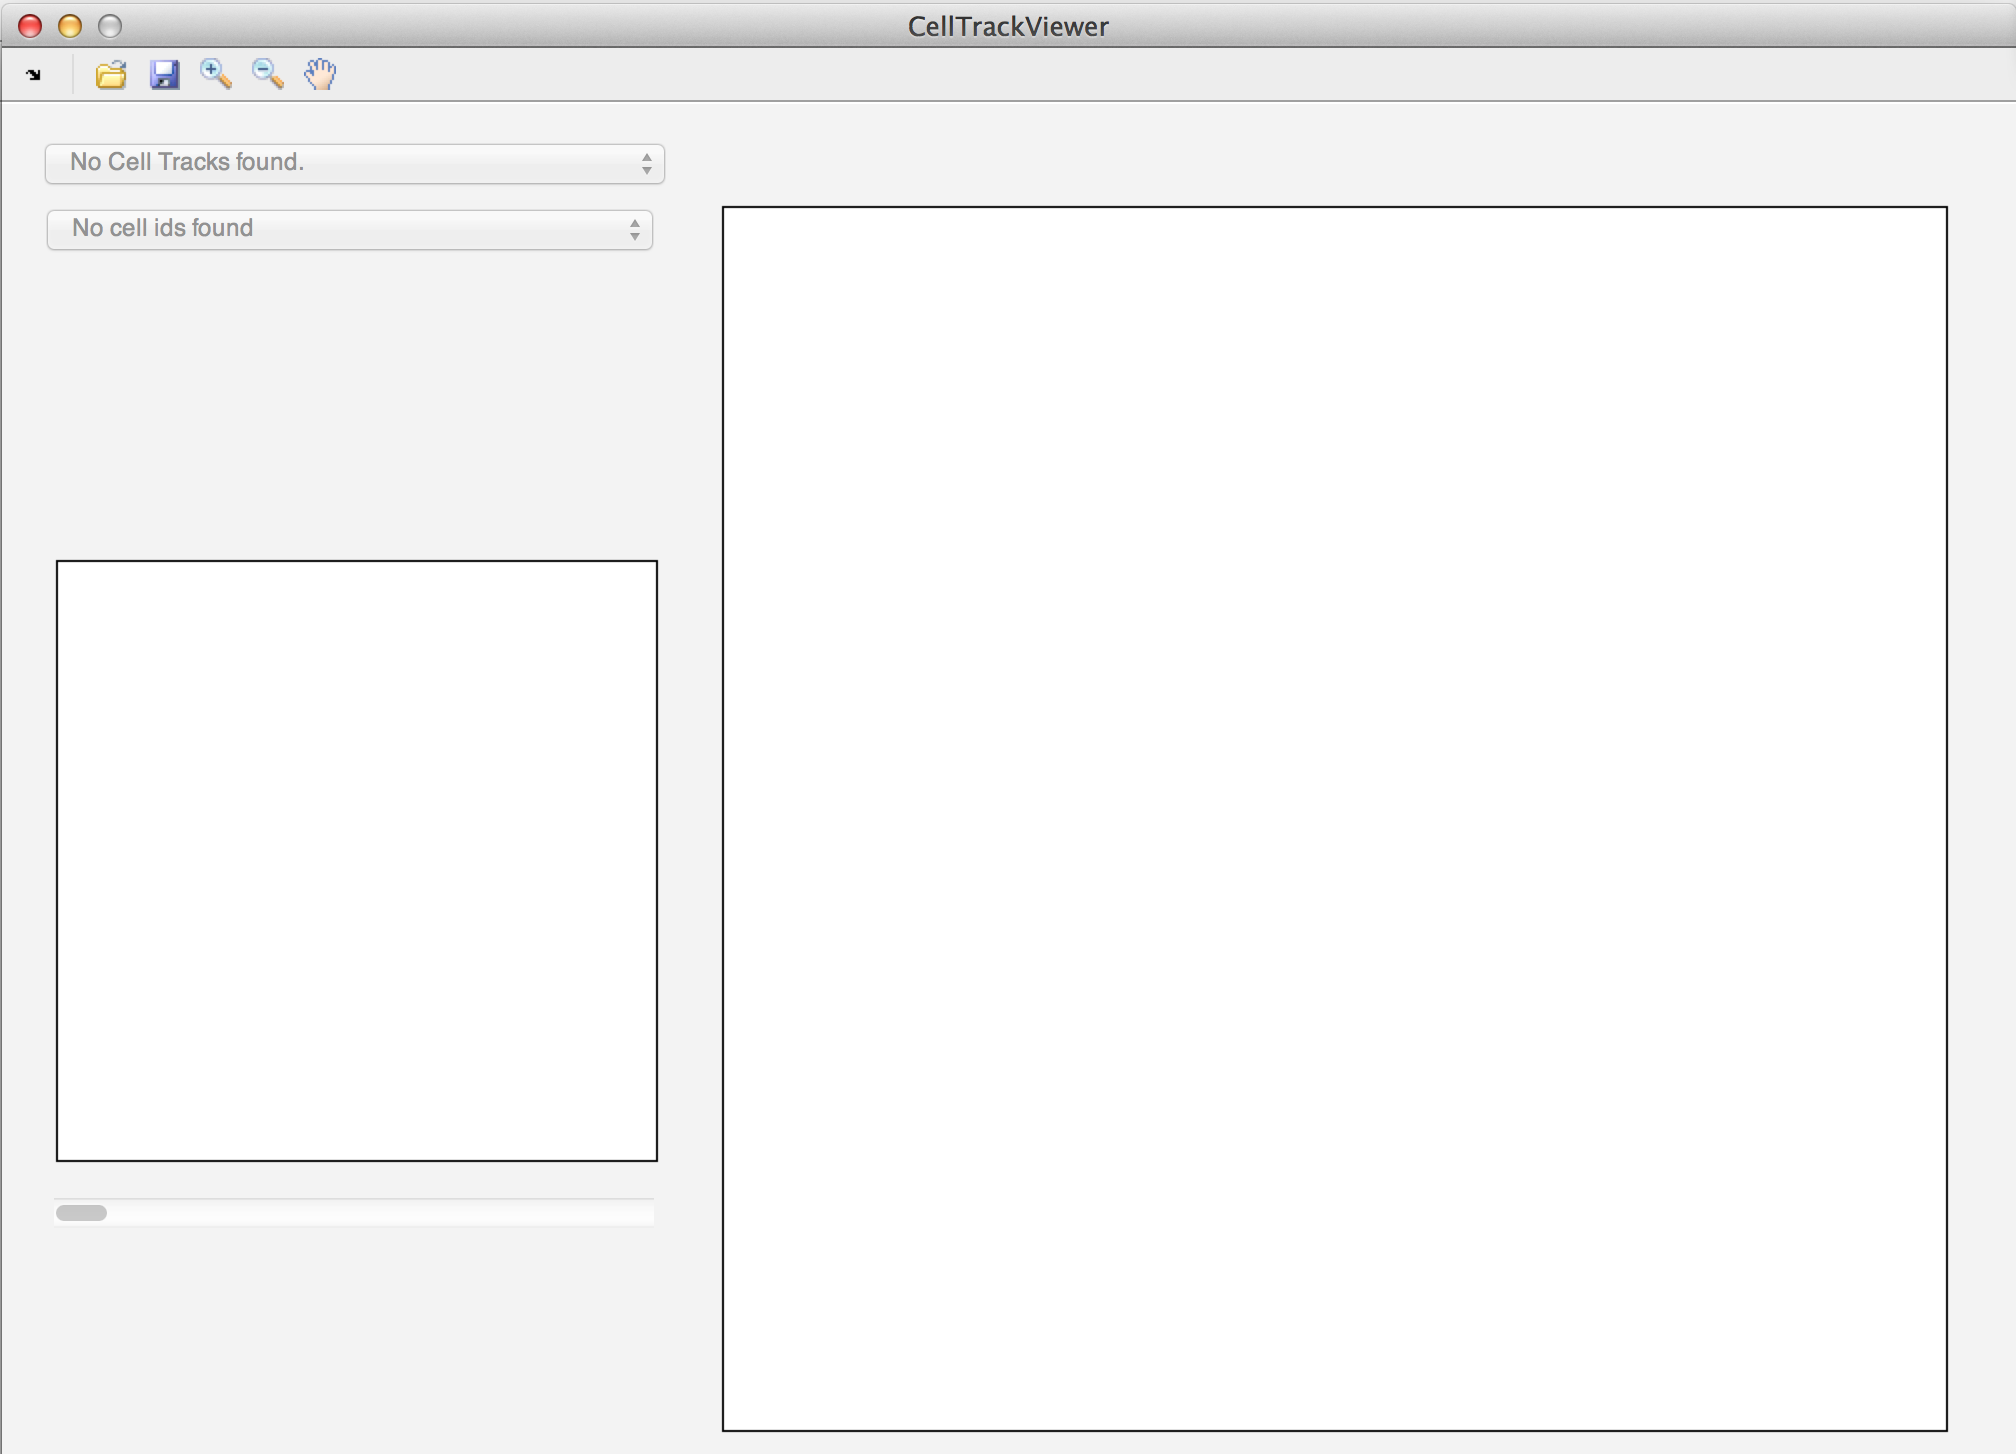 CellTrackViewer
No Cell Tracks found.
No cell ids found